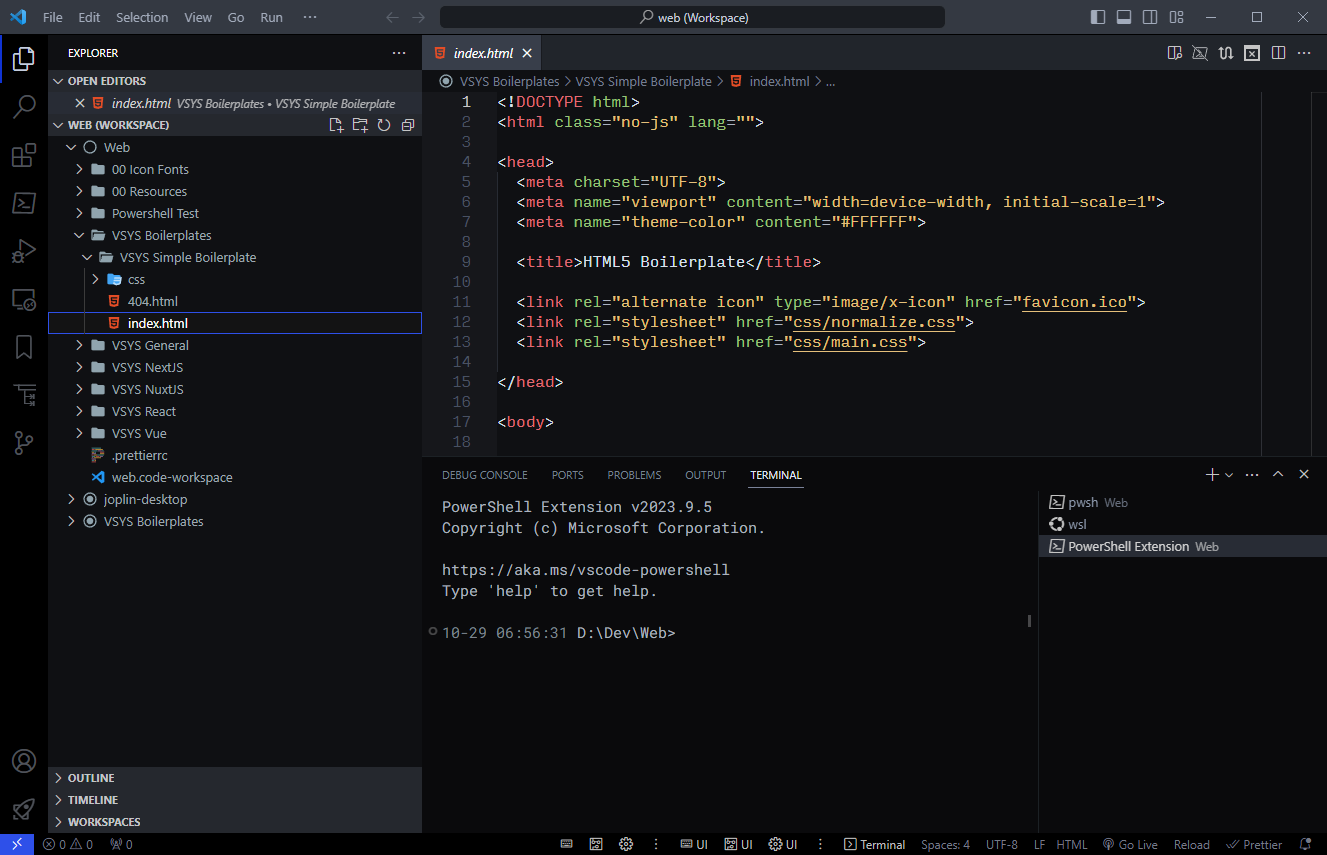 File Edit Selection View Go Run ···
web (Workspace)
EXPLORER
OPEN EDITORS
index.html VSYS Boilerplates • VSYS Simple Boilerplate
WEB (WORKSPACE)
Web
00 Icon Fonts
00 Resources
Powershell Test
VSYS Boilerplates
VSYS Simple Boilerplate
css
404.html
index.html
VSYS General
VSYS NextJS
VSYS NuxtJS
VSYS React
VSYS Vue
.prettierrc
web.code-workspace
joplin-desktop
VSYS Boilerplates
OUTLINE
TIMELINE
WORKSPACES
index.html
VSYS Boilerplates > VSYS Simple Boilerplate > index.html > ...
1 <!DOCTYPE html>
2 <html class="no-js" lang="">
3
4 <head>
5 <meta charset="UTF-8">
6 <meta name="viewport" content="width=device-width, initial-scale=1">
7 <meta name="theme-color" content="#FFFFFF">
8
9 <title>HTML5 Boilerplate</title>
10
11 <link rel="alternate icon" type="image/x-icon" href="favicon.ico">
12 <link rel="stylesheet" href="css/normalize.css">
13 <link rel="stylesheet" href="css/main.css">
14
15 </head>
16
17 <body>
18
DEBUG CONSOLE PORTS PROBLEMS OUTPUT TERMINAL
PowerShell Extension v2023.9.5
Copyright (c) Microsoft Corporation.
https://aka.ms/vscode-powershell
Type 'help' to get help.
10-29 06:56:31 D:\Dev\Web>
pwsh Web
wsl
PowerShell Extension Web
0 0 0 UI UI UI Terminal Spaces: 4 UTF-8 LF HTML Go Live Reload Prettier